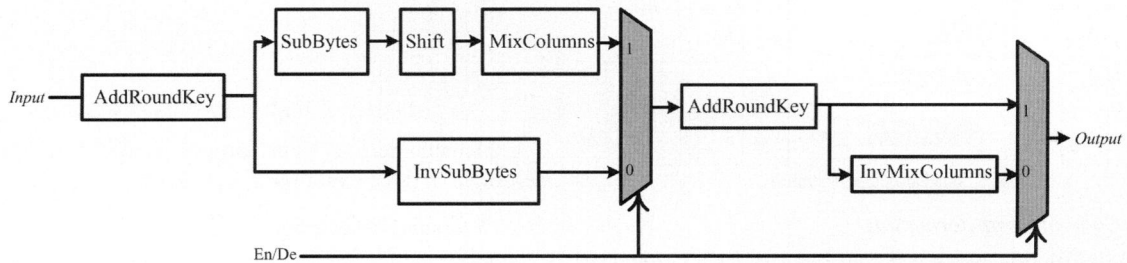 SubBytes Shift MixColumns 1
Input AddRoundKey
AddRoundKey 1 Output
InvSubBytes 0 InvMixColumns 0
En/De